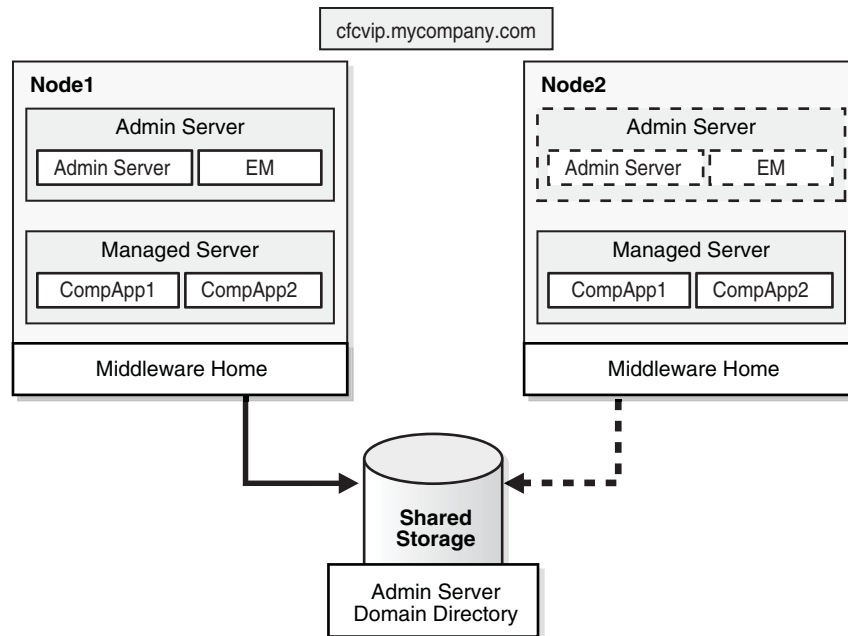 cfcvip.mycompany.com
Node1
Admin Server
Admin Server
EM
Managed Server
CompApp1
CompApp2
Middleware Home
Node2
Admin Server
Admin Server
EM
Managed Server
CompApp1
CompApp2
Middleware Home
Shared
Storage
Admin Server
Domain Directory